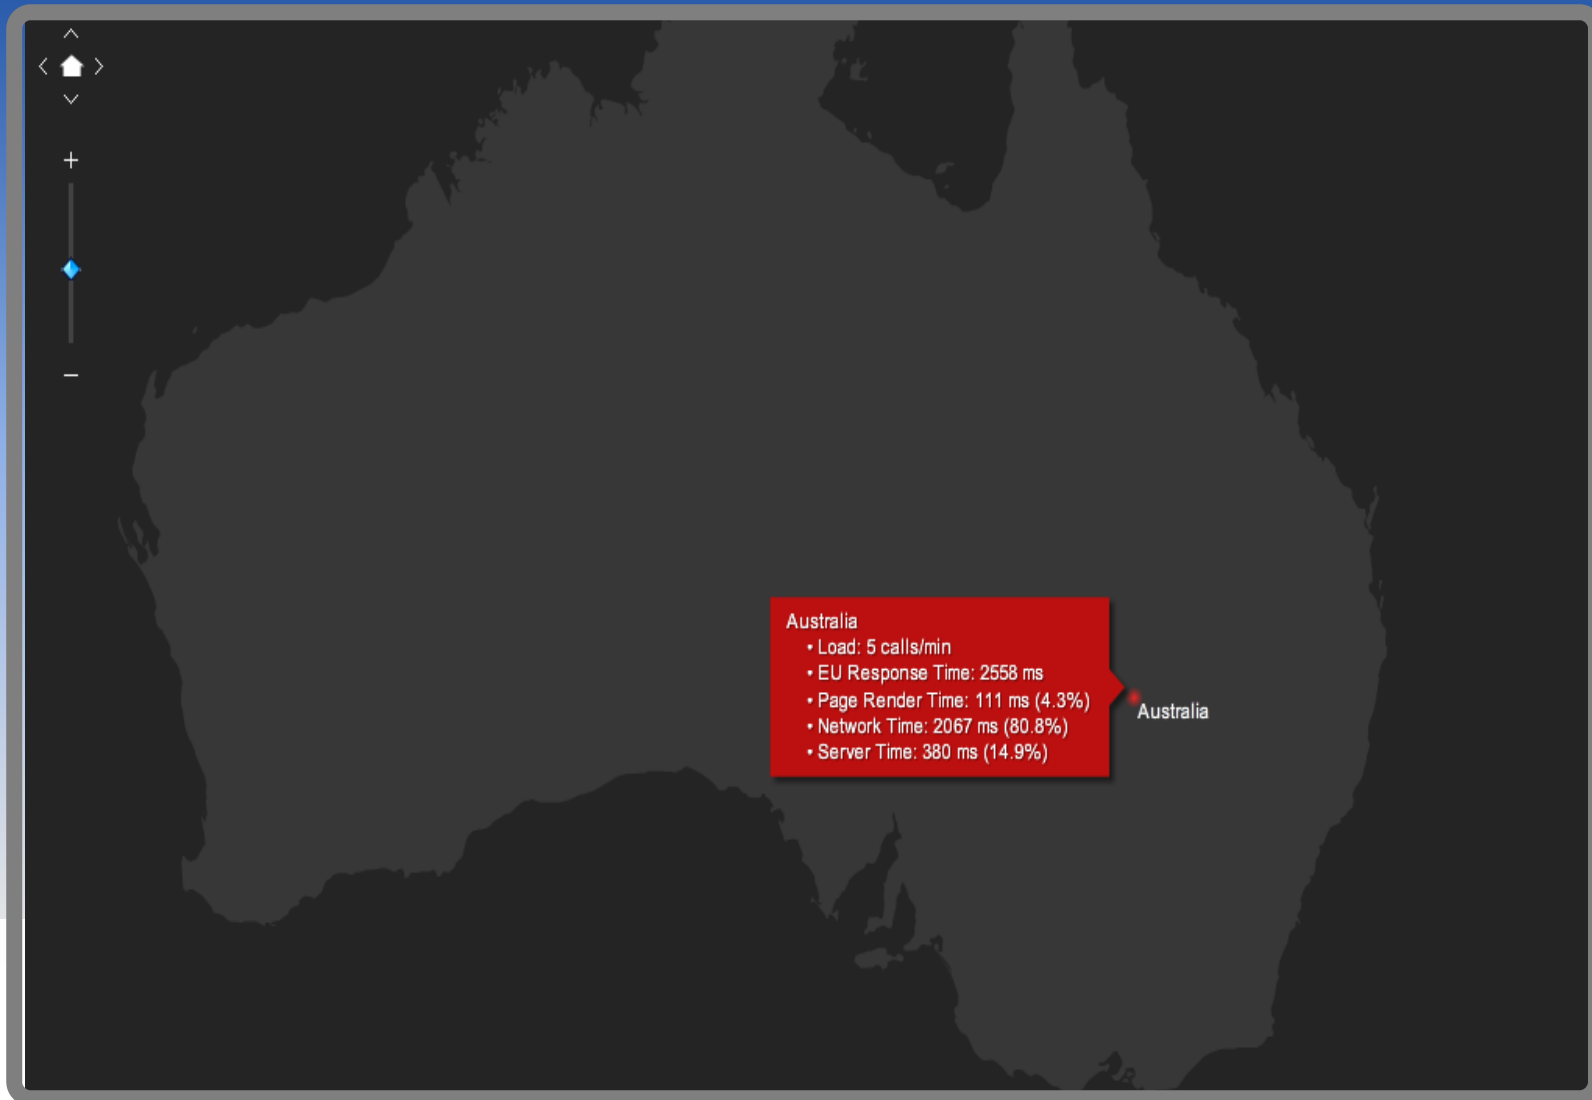 Australia
• Load: 5 calls/min
• EU Response Time: 2558 ms
• Page Render Time: 111 ms (4.3%)
• Network Time: 2067 ms (80.8%)
• Server Time: 380 ms (14.9%)
Australia